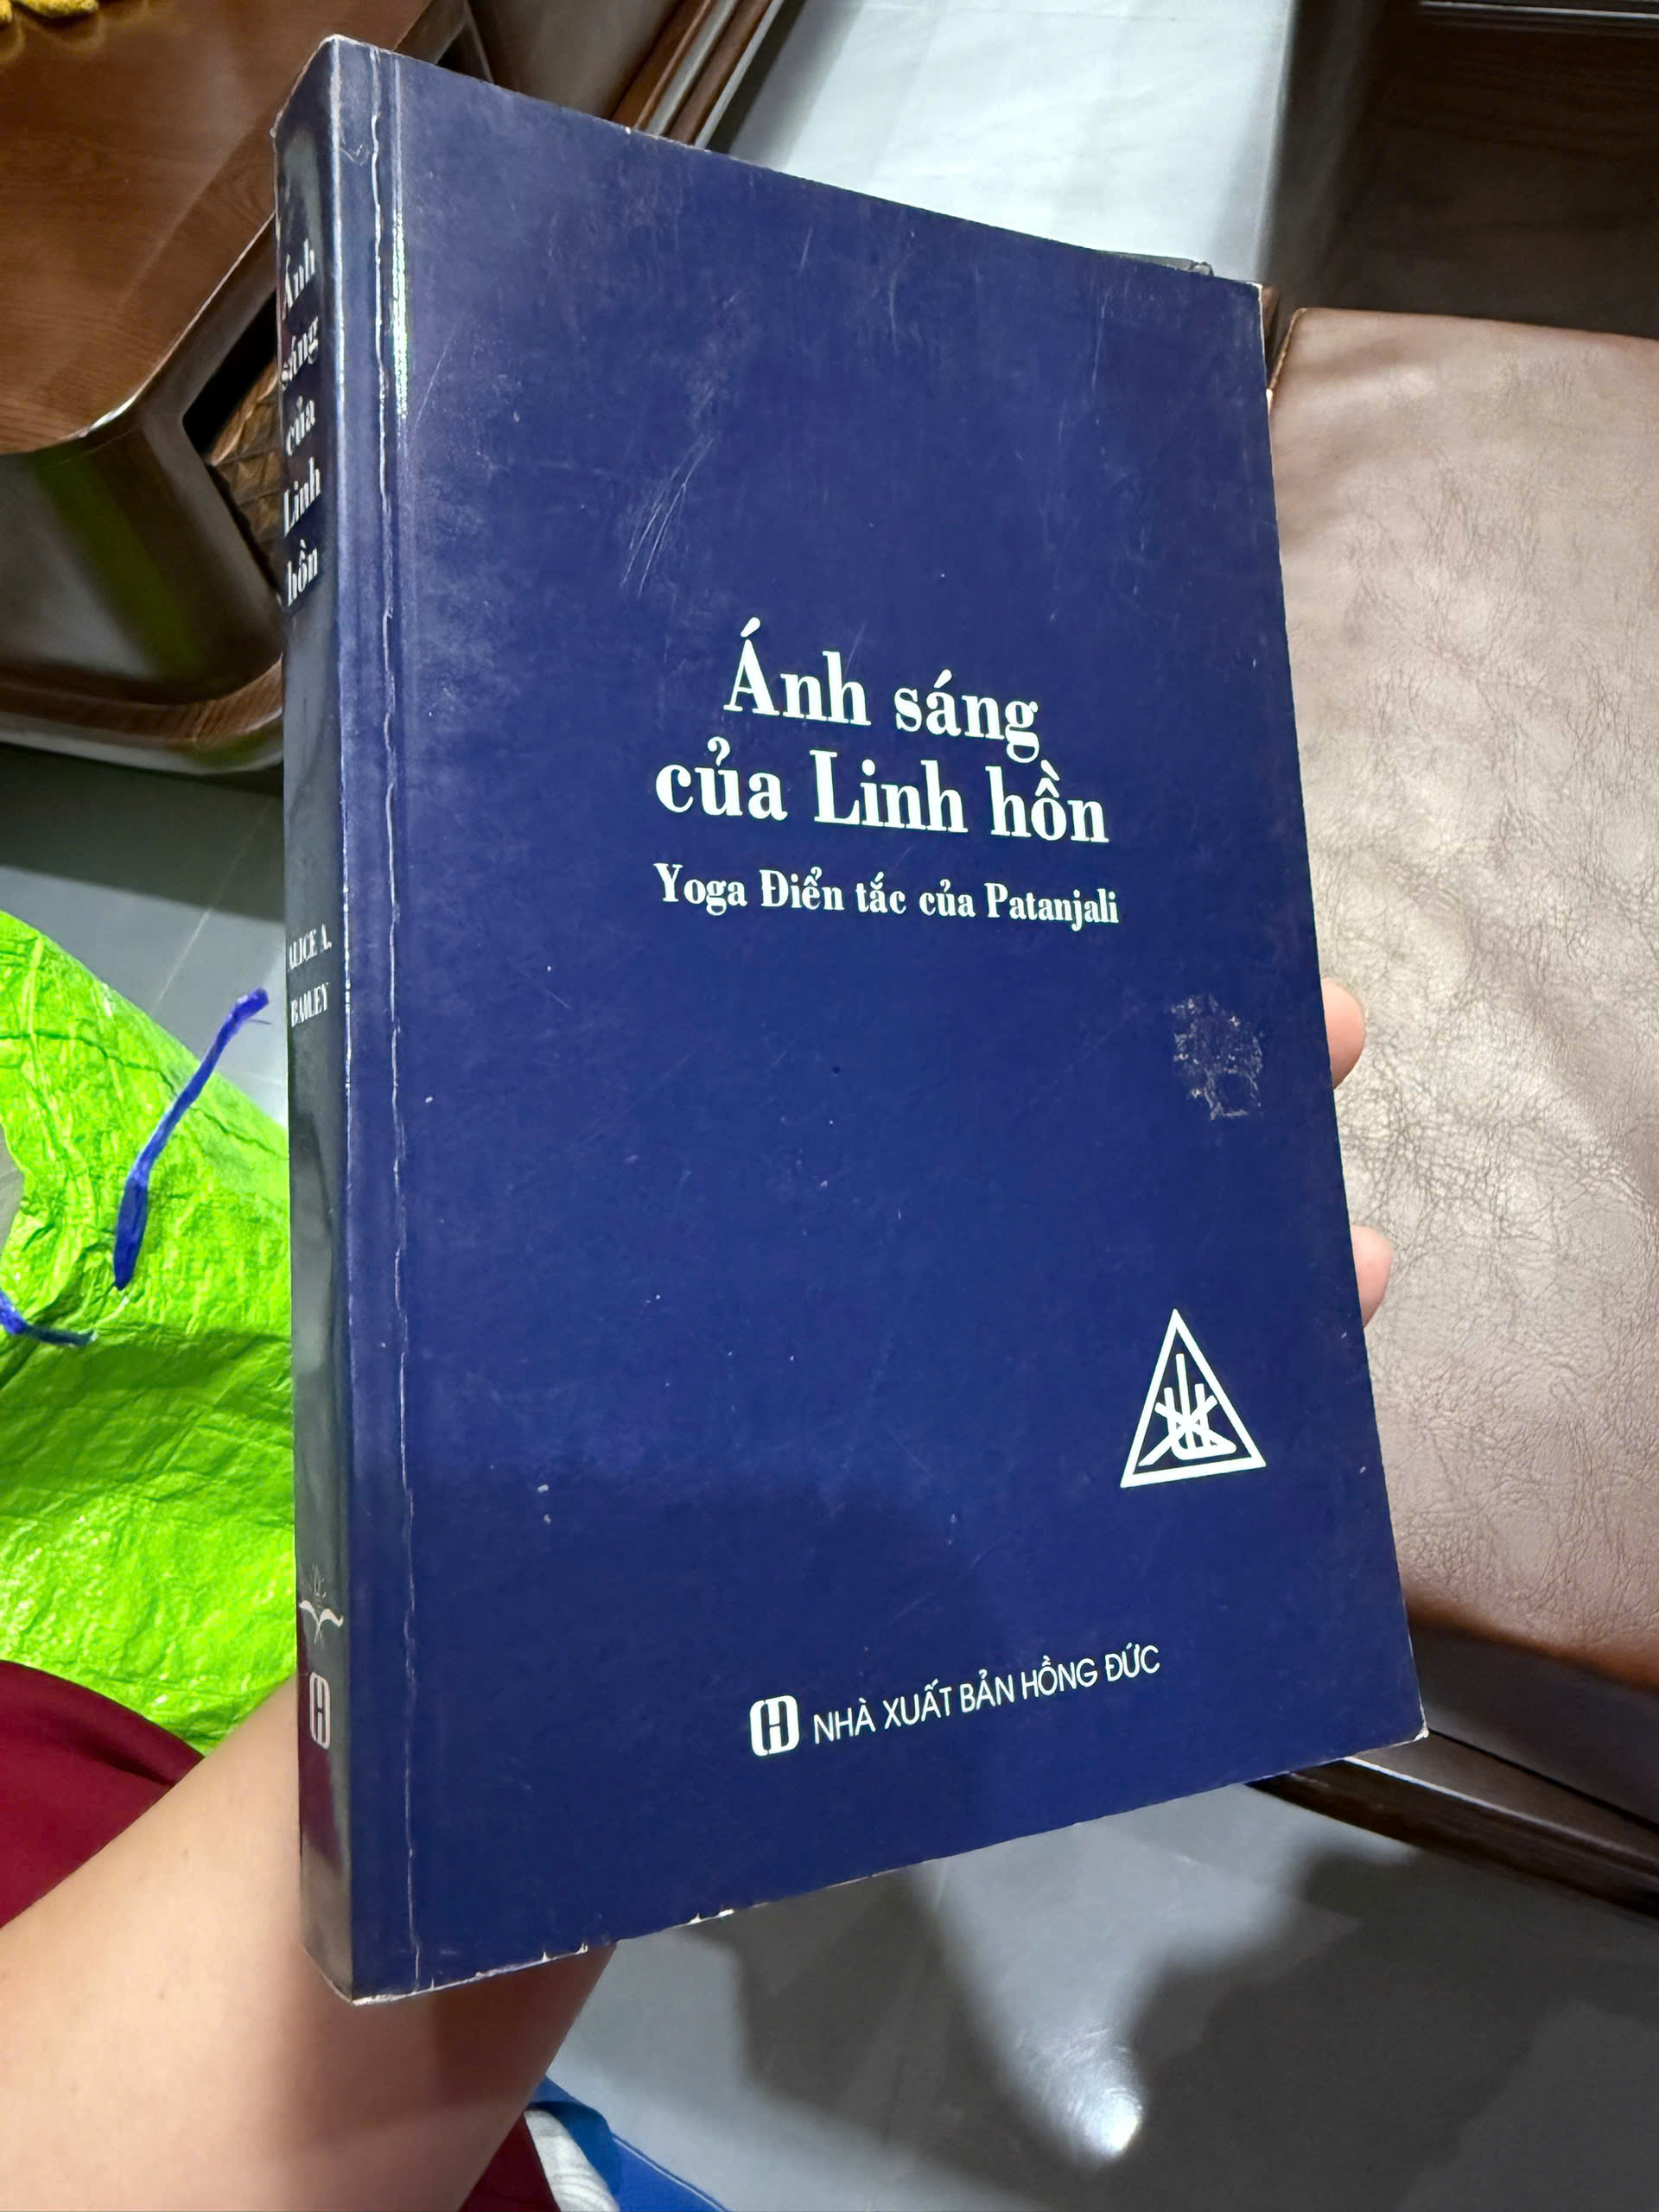 Ánh sáng
của Linh hồn
Yoga Điển tắc của Patanjali
NHÀ XUẤT BẢN HỒNG ĐỨC
Ánh
sáng
của
Linh
hồn
ALICE A.
BAILEY